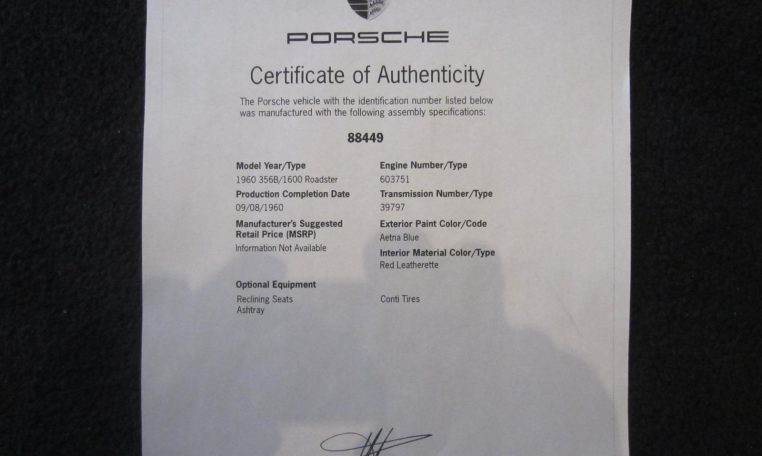 PORSCHE
Certificate of Authenticity
The Porsche vehicle with the identification number listed below
was manufactured with the following assembly specifications:
88449
Model Year/Type
1960 356B/1600 Roadster
Production Completion Date
09/08/1960
Manufacturer's Suggested
Retail Price (MSRP)
Information Not Available
Engine Number/Type
603751
Transmission Number/Type
39797
Exterior Paint Color/Code
Aetna Blue
Interior Material Color/Type
Red Leatherette
Optional Equipment
Reclining Seats
Ashtray
Conti Tires